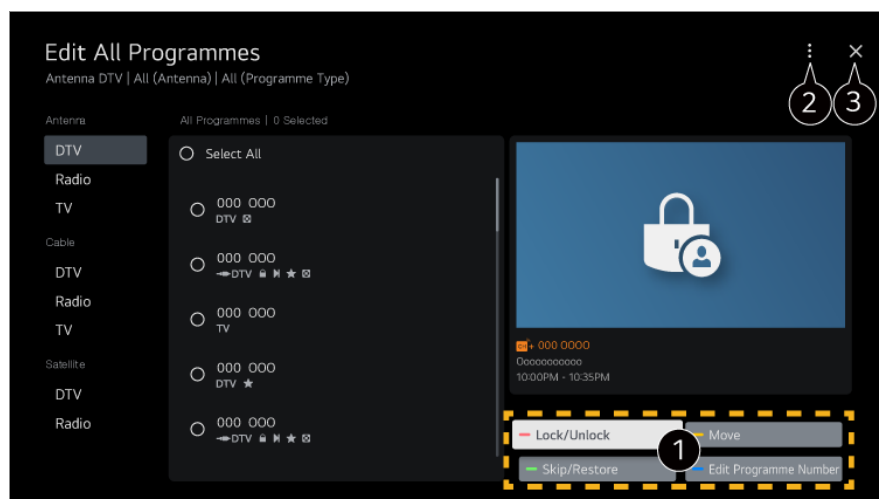 Edit All Programmes
Antenna DTV | All (Antenna) | All (Programme Type)
2
3
Antenna
All Programmes | 0 Selected
DTV
Radio
TV
Cable
DTV
Radio
TV
Satellite
DTV
Radio
Select All
000 000
DTV
000 000
DTV
000 000
TV
000 000
DTV ★
000 000
DTV
+ 000 0000
Ooooooooooo
10:00PM - 10:35PM
Lock/Unlock
Move
1
Skip/Restore
Edit Programme Number